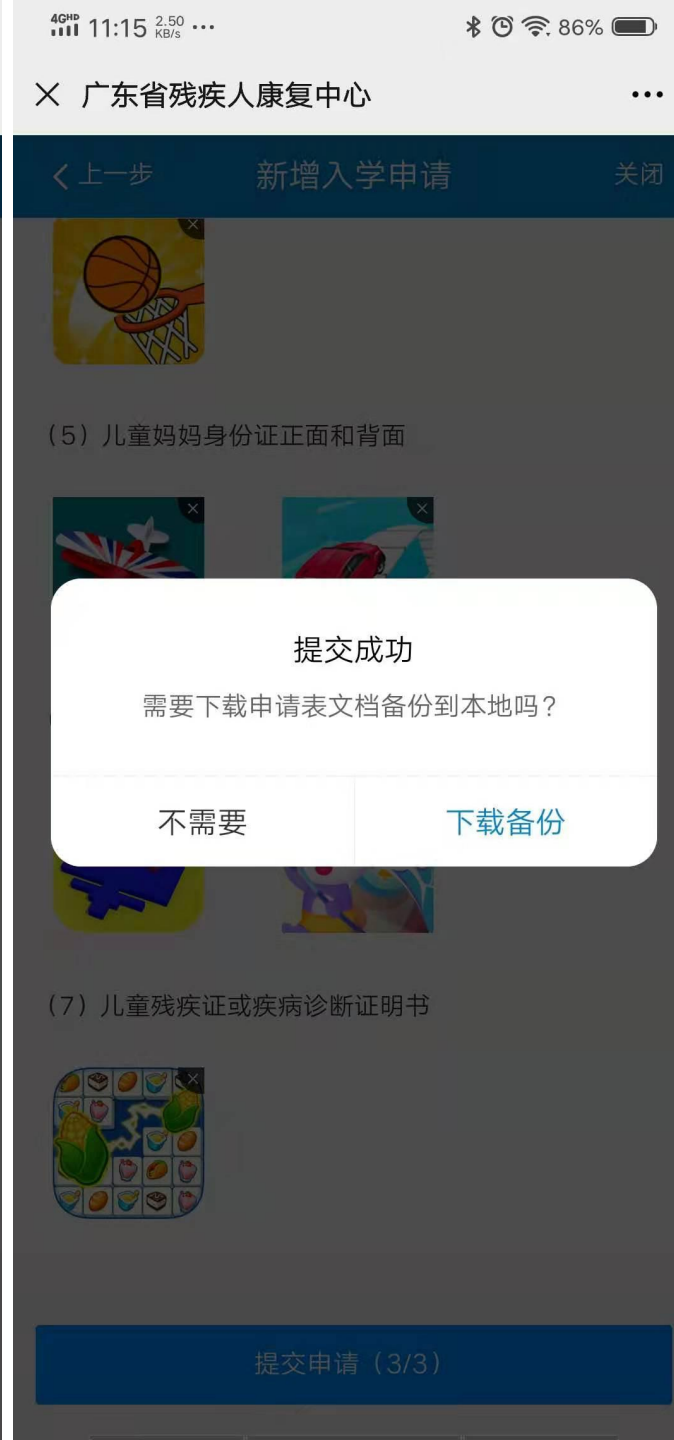 4GHD 11:15 2.50 KB/s ··· 86%
广东省残疾人康复中心 ···
上一步 新增入学申请 关闭
（5）儿童妈妈身份证正面和背面
提交成功
需要下载申请表文档备份到本地吗？
不需要 下载备份
（7）儿童残疾证或疾病诊断证明书
提交申请（3/3）